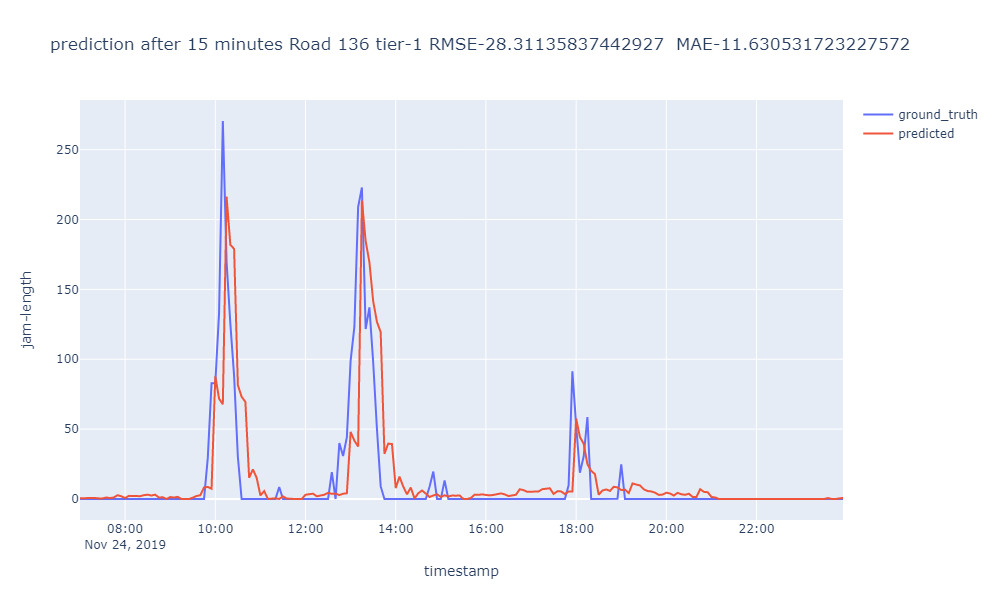 prediction after 15 minutes Road 136 tier-1 RMSE-28.31135837442927  MAE-11.630531723227572
ground_truth
predicted
250
200
150
100
50
0
jam-length
08:00 10:00 12:00 14:00 16:00 18:00 20:00 22:00
Nov 24, 2019
timestamp